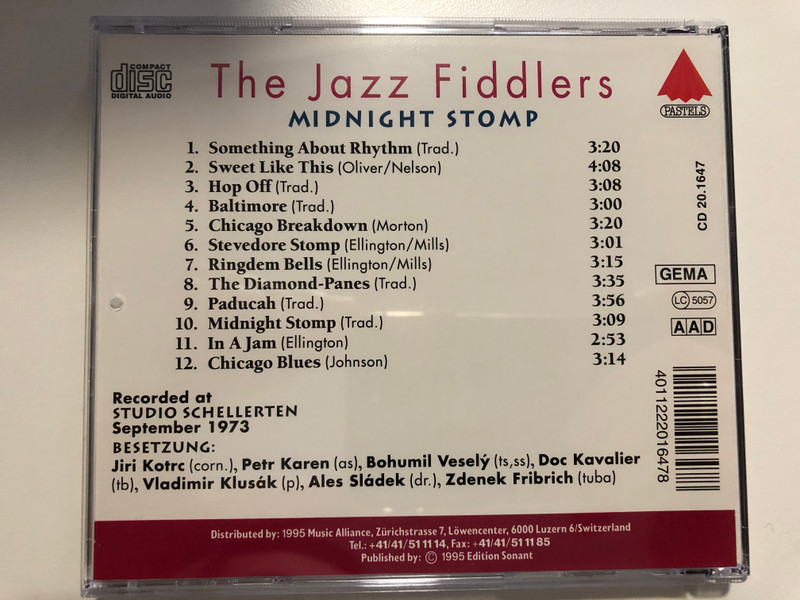 COMPACT
disc
DIGITAL AUDIO
The Jazz Fiddlers
MIDNIGHT STOMP
PASTELS
CD 20.1647
1. Something About Rhythm (Trad.) 3:20
2. Sweet Like This (Oliver/Nelson) 4:08
3. Hop Off (Trad.) 3:08
4. Baltimore (Trad.) 3:00
5. Chicago Breakdown (Morton) 3:20
6. Stevedore Stomp (Ellington/Mills) 3:01
7. Ringdem Bells (Ellington/Mills) 3:15
8. The Diamond-Panes (Trad.) 3:35
9. Paducah (Trad.) 3:56
10. Midnight Stomp (Trad.) 3:09
11. In A Jam (Ellington) 2:53
12. Chicago Blues (Johnson) 3:14
GEMA
LC 5057
AAD
4011222016478
Recorded at
STUDIO SCHELLERTEN
September 1973
BESETZUNG:
Jiri Kotrc (corn.), Petr Karen (as), Bohumil Veselý (ts,ss), Doc Kavalier
(tb), Vladimir Klusák (p), Ales Sládek (dr.), Zdenek Fribrich (tuba)
Distributed by: 1995 Music Alliance, Zürichstrasse 7, Löwencenter, 6000 Luzern 6/Switzerland
Tel.: +41/41/51 11 14, Fax: +41/41/51 11 85
Published by: © 1995 Edition Sonant